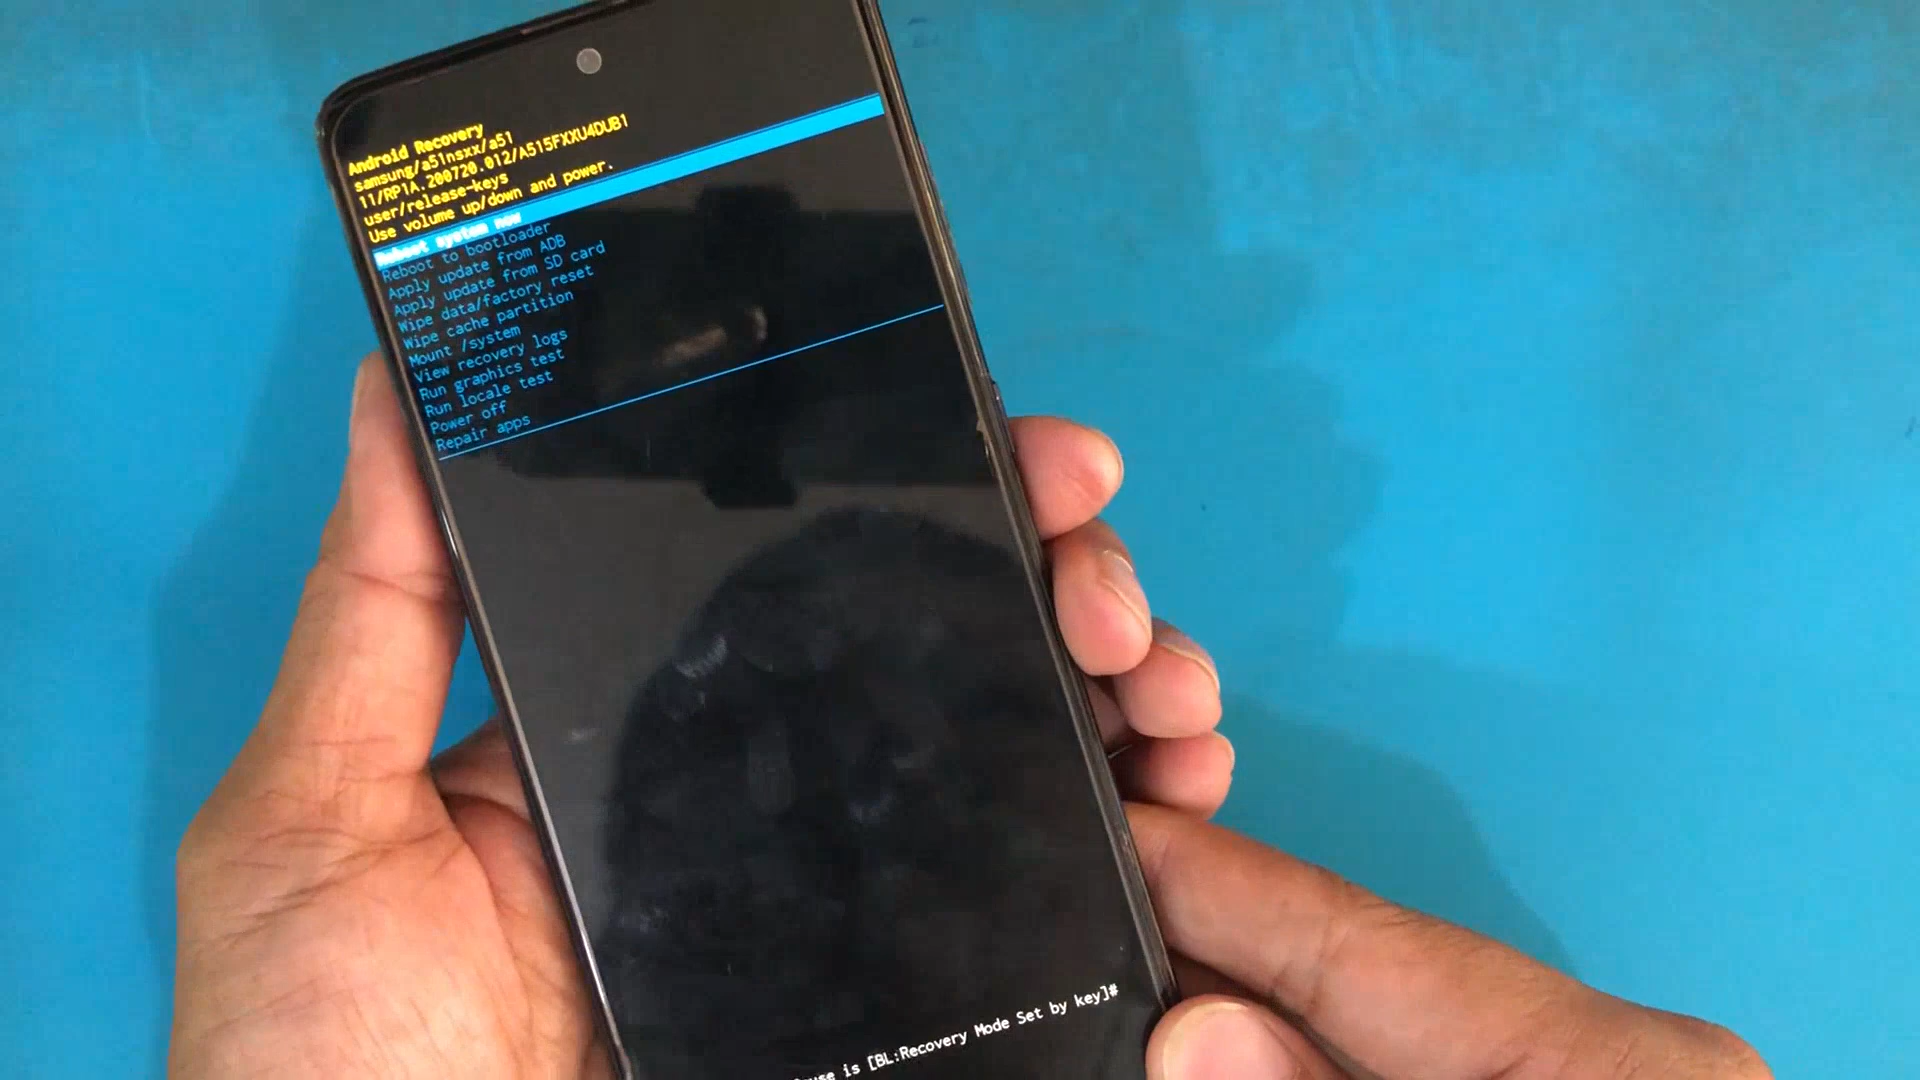 Android Recovery
samsung/a51nsxx/a51
11/RP1A.200720.012/A515FXXU4DUB1
user/release-keys
Use volume up/down and power.
Reboot system now
Reboot to bootloader
Apply update from ADB
Apply update from SD card
Wipe data/factory reset
Wipe cache partition
Mount /system
View recovery logs
Run graphics test
Run locale test
Power off
Repair apps
is [BL:Recovery Mode Set by key]#